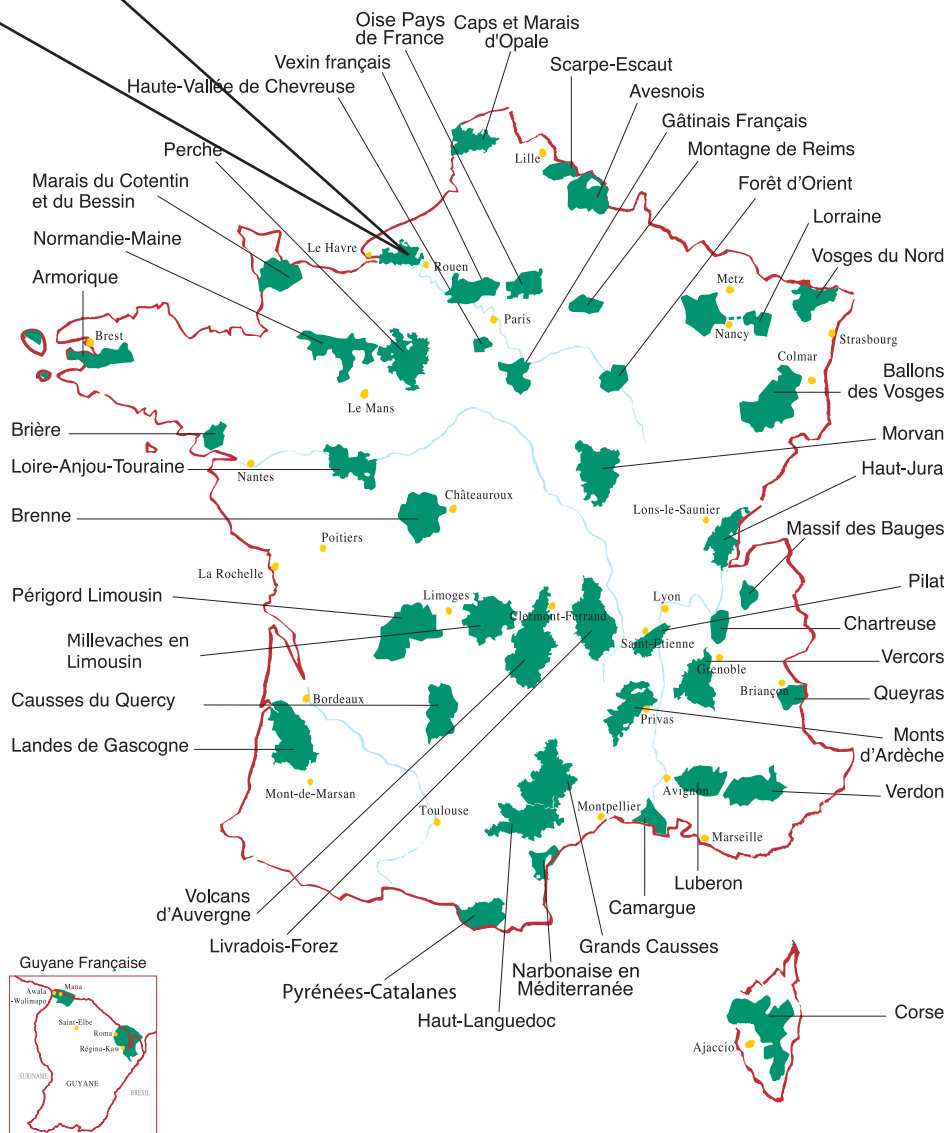 Oise Pays
de France
Caps et Marais
d'Opale
Vexin français
Scarpe-Escaut
Haute-Vallée de Chevreuse
Avesnois
Gâtinais Français
Perche
Montagne de Reims
Lille
Marais du Cotentin
et du Bessin
Forêt d'Orient
Lorraine
Normandie-Maine
Le Havre
Vosges du Nord
Rouen
Armorique
Metz
Paris
Brest
Nancy
Strasbourg
Colmar
Ballons
des Vosges
Le Mans
Brière
Morvan
Loire-Anjou-Touraine
Nantes
Haut-Jura
Châteauroux
Lons-le-Saunier
Brenne
Massif des Bauges
Poitiers
La Rochelle
Pilat
Périgord Limousin
Limoges
Clermont-Ferrand
Lyon
Chartreuse
Millevaches en
Limousin
Saint-Etienne
Vercors
Grenoble
Briançon
Queyras
Causses du Quercy
Bordeaux
Privas
Monts
d'Ardèche
Landes de Gascogne
Mont-de-Marsan
Avignon
Verdon
Toulouse
Montpellier
Marseille
Luberon
Volcans
d'Auvergne
Camargue
Livradois-Forez
Grands Causses
Narbonaise en
Méditerranée
Pyrénées-Catalanes
Haut-Languedoc
Guyane Française
Awala
-Walimapo
Mana
Saint-Elbe
Roma
Régina-Kaw
SURINAME
GUYANE
BRÉSIL
Corse
Ajaccio